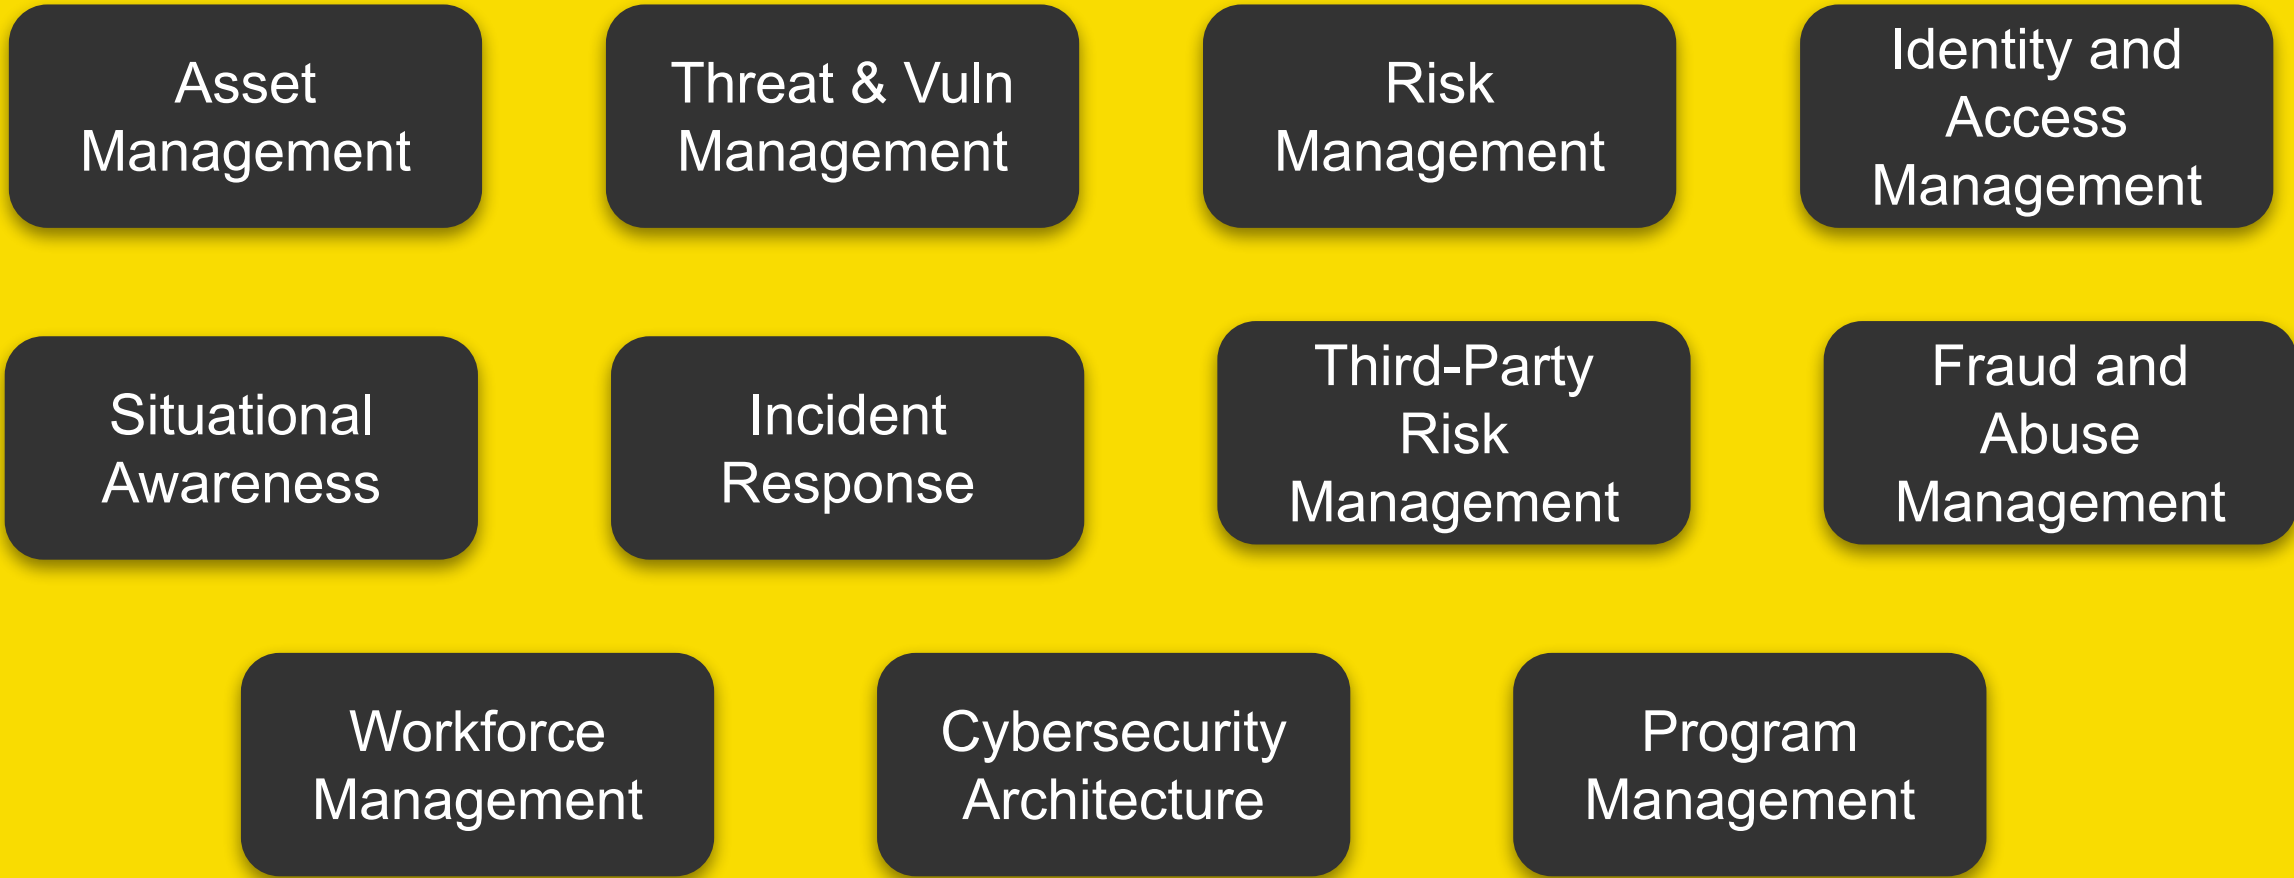 Asset
Management
Threat & Vuln
Management
Risk
Management
Identity and
Access
Management
Situational
Awareness
Incident
Response
Third-Party
Risk
Management
Fraud and
Abuse
Management
Workforce
Management
Cybersecurity
Architecture
Program
Management